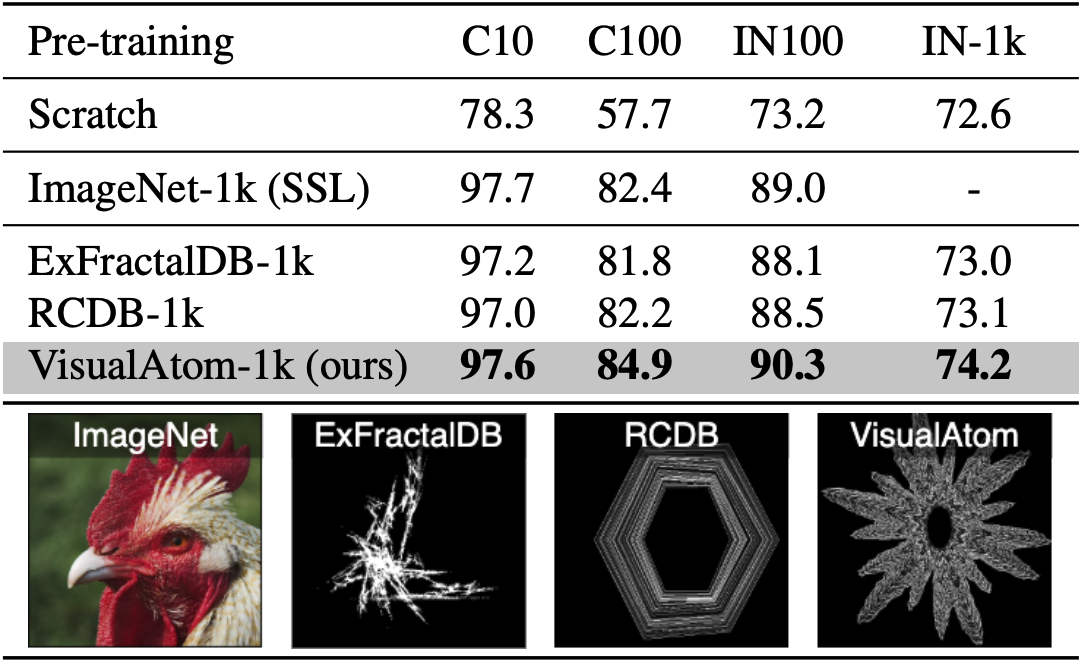 Pre-training C10 C100 IN100 IN-1k
Scratch 78.3 57.7 73.2 72.6
ImageNet-1k (SSL) 97.7 82.4 89.0 -
ExFractalDB-1k 97.2 81.8 88.1 73.0
RCDB-1k 97.0 82.2 88.5 73.1
VisualAtom-1k (ours) 97.6 84.9 90.3 74.2
ImageNet ExFractalDB RCDB VisualAtom